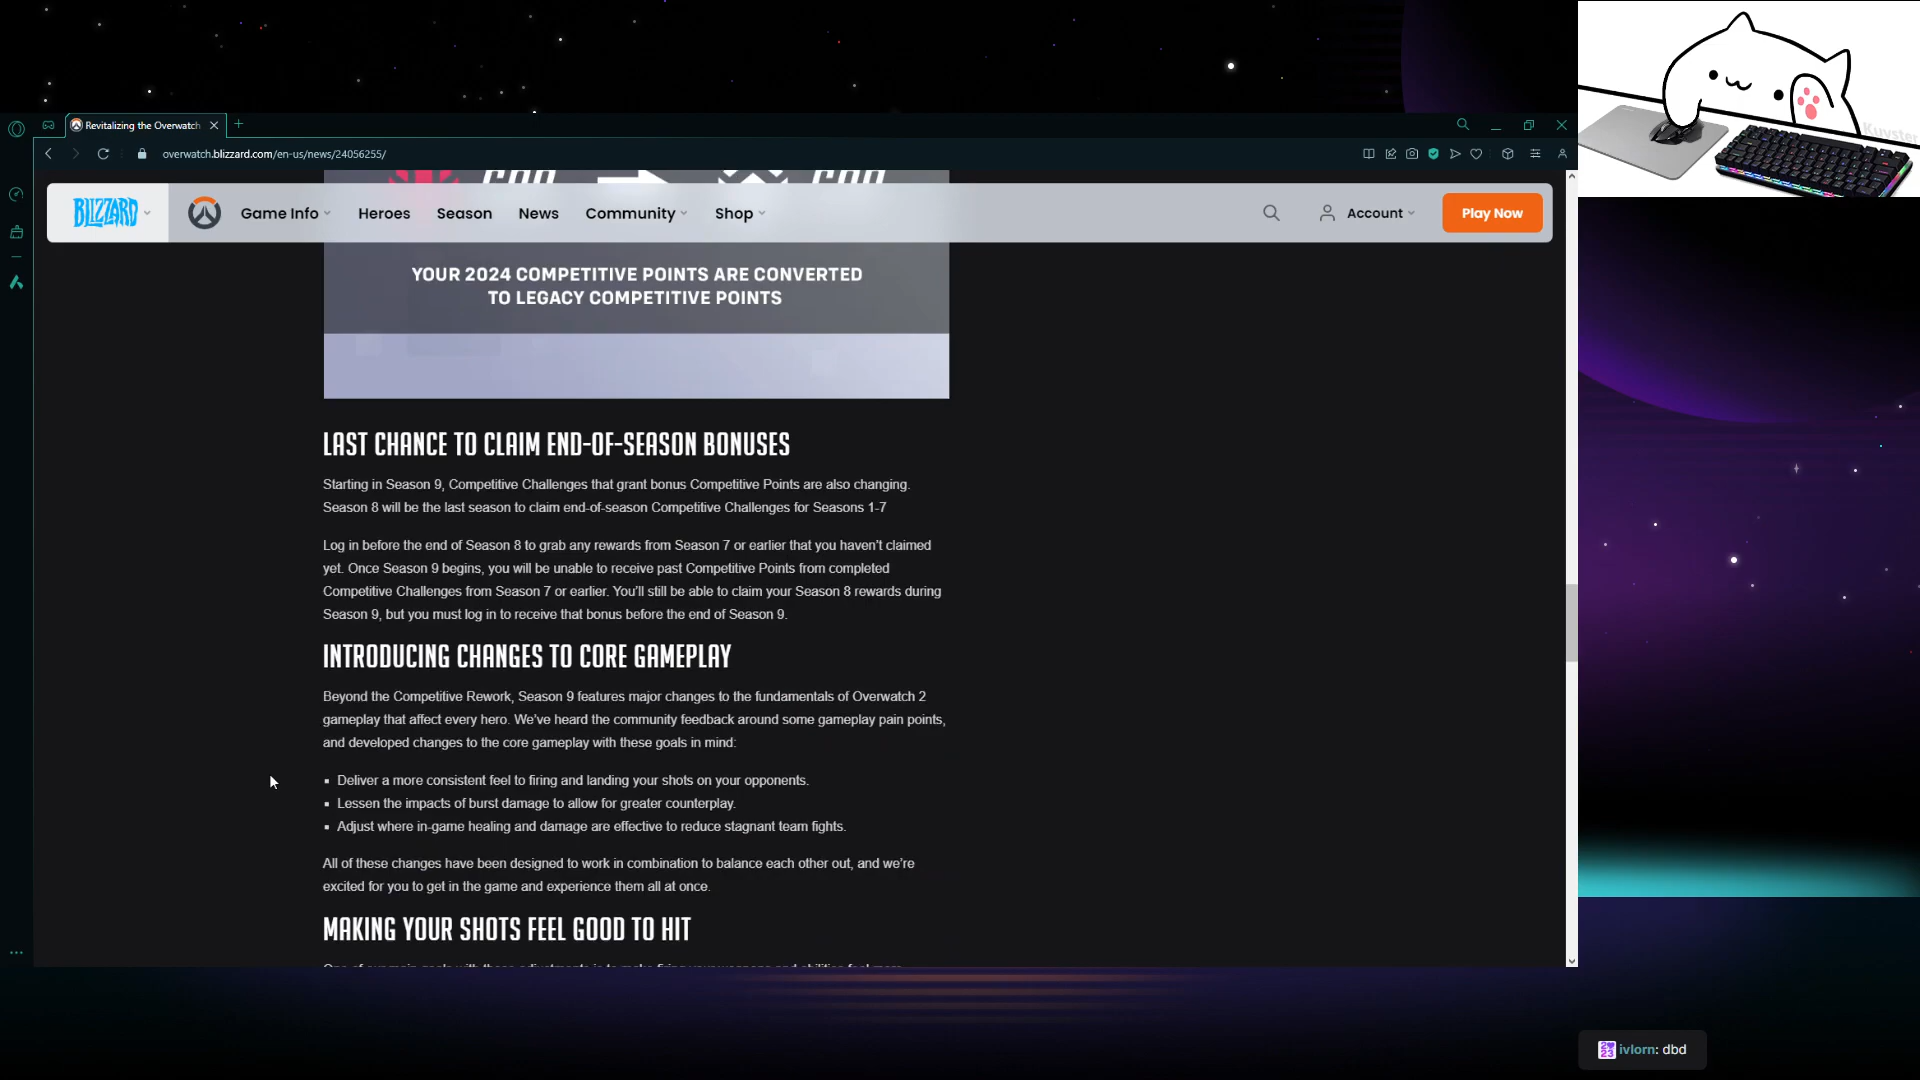 Kuvster
Revitalizing the Overwatch
overwatch.blizzard.com/en-us/news/24056255/
BLIZZARD
Game Info
Heroes
Season
News
Community
Shop
Account
Play Now
YOUR 2024 COMPETITIVE POINTS ARE CONVERTED
TO LEGACY COMPETITIVE POINTS
LAST CHANCE TO CLAIM END-OF-SEASON BONUSES
Starting in Season 9, Competitive Challenges that grant bonus Competitive Points are also changing.
Season 8 will be the last season to claim end-of-season Competitive Challenges for Seasons 1-7
Log in before the end of Season 8 to grab any rewards from Season 7 or earlier that you haven't claimed
yet. Once Season 9 begins, you will be unable to receive past Competitive Points from completed
Competitive Challenges from Season 7 or earlier. You'll still be able to claim your Season 8 rewards during
Season 9, but you must log in to receive that bonus before the end of Season 9.
INTRODUCING CHANGES TO CORE GAMEPLAY
Beyond the Competitive Rework, Season 9 features major changes to the fundamentals of Overwatch 2
gameplay that affect every hero. We've heard the community feedback around some gameplay pain points,
and developed changes to the core gameplay with these goals in mind:
Deliver a more consistent feel to firing and landing your shots on your opponents.
Lessen the impacts of burst damage to allow for greater counterplay.
Adjust where in-game healing and damage are effective to reduce stagnant team fights.
All of these changes have been designed to work in combination to balance each other out, and we're
excited for you to get in the game and experience them all at once.
MAKING YOUR SHOTS FEEL GOOD TO HIT
ivlorn: dbd